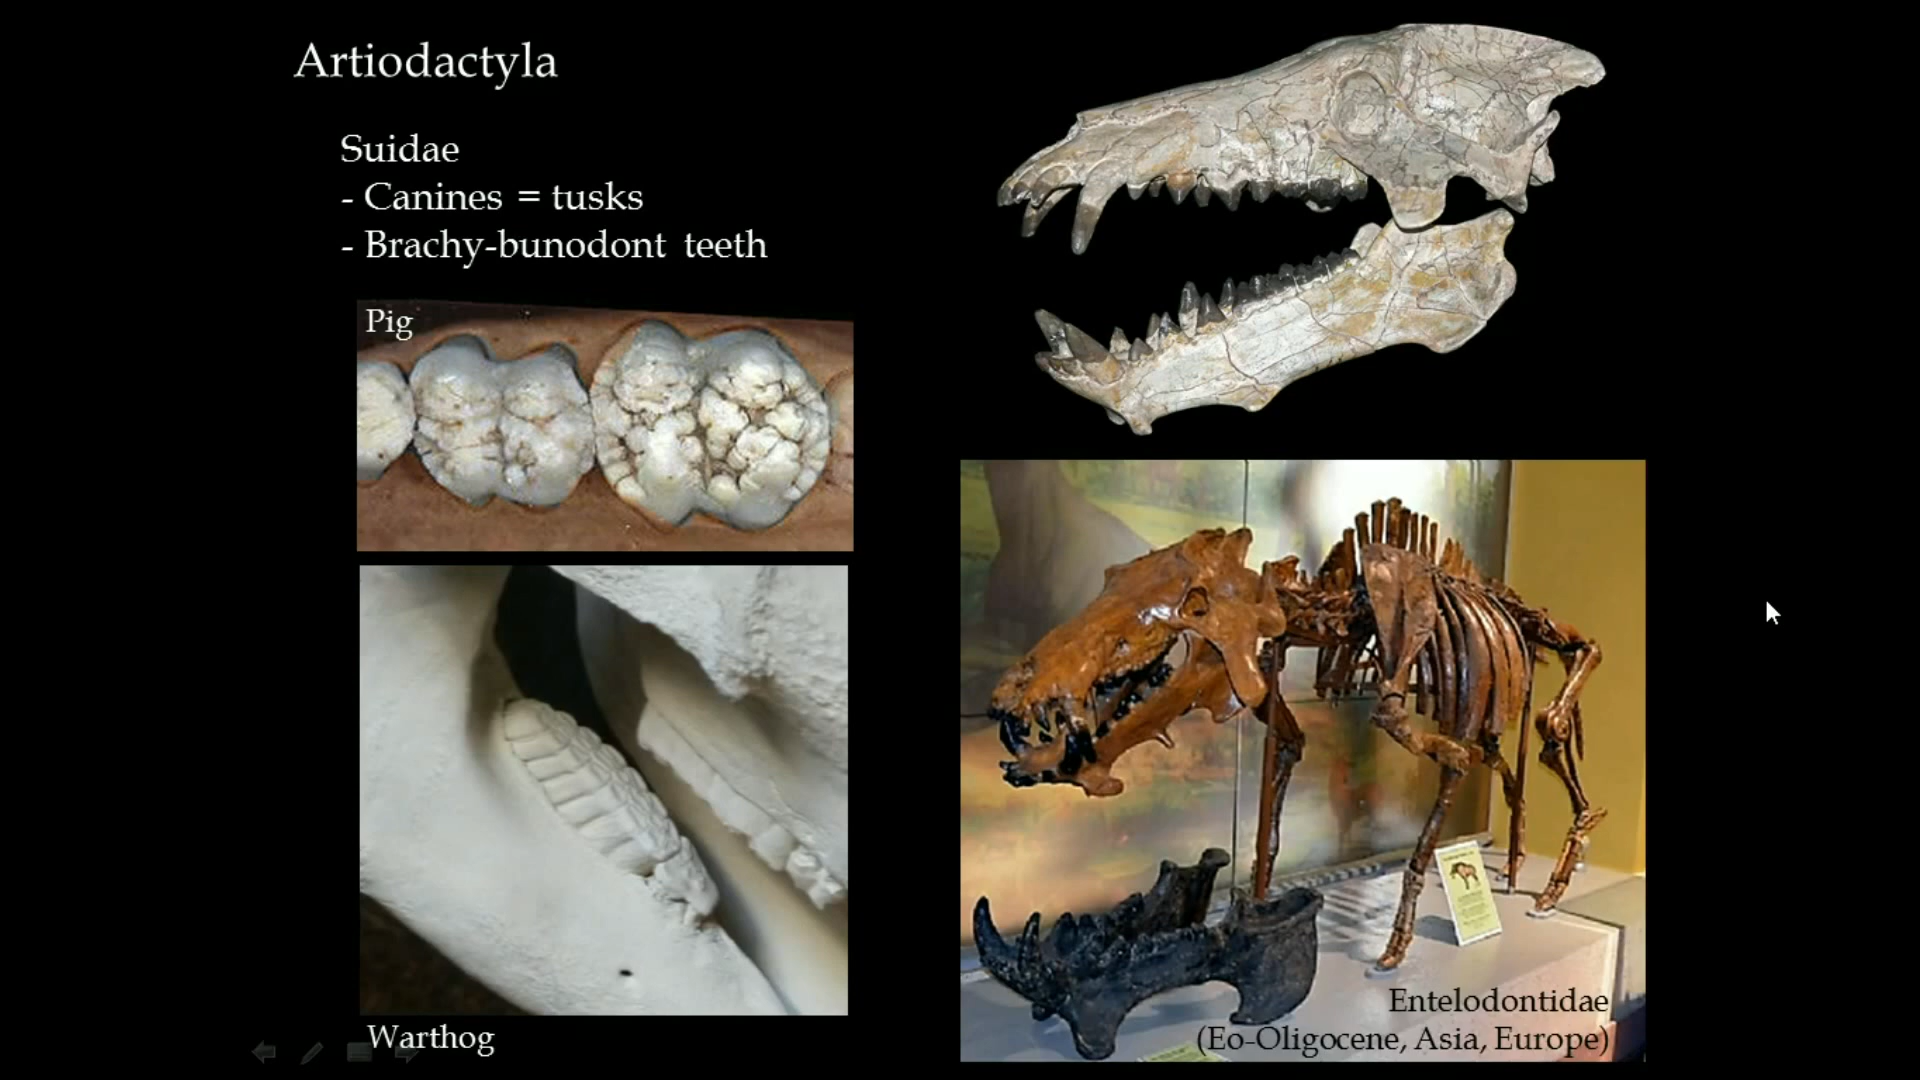 Artiodactyla
Suidae
- Canines = tusks
- Brachy-bunodont teeth
Pig
Warthog
Entelodontidae
(Eo-Oligocene, Asia, Europe)